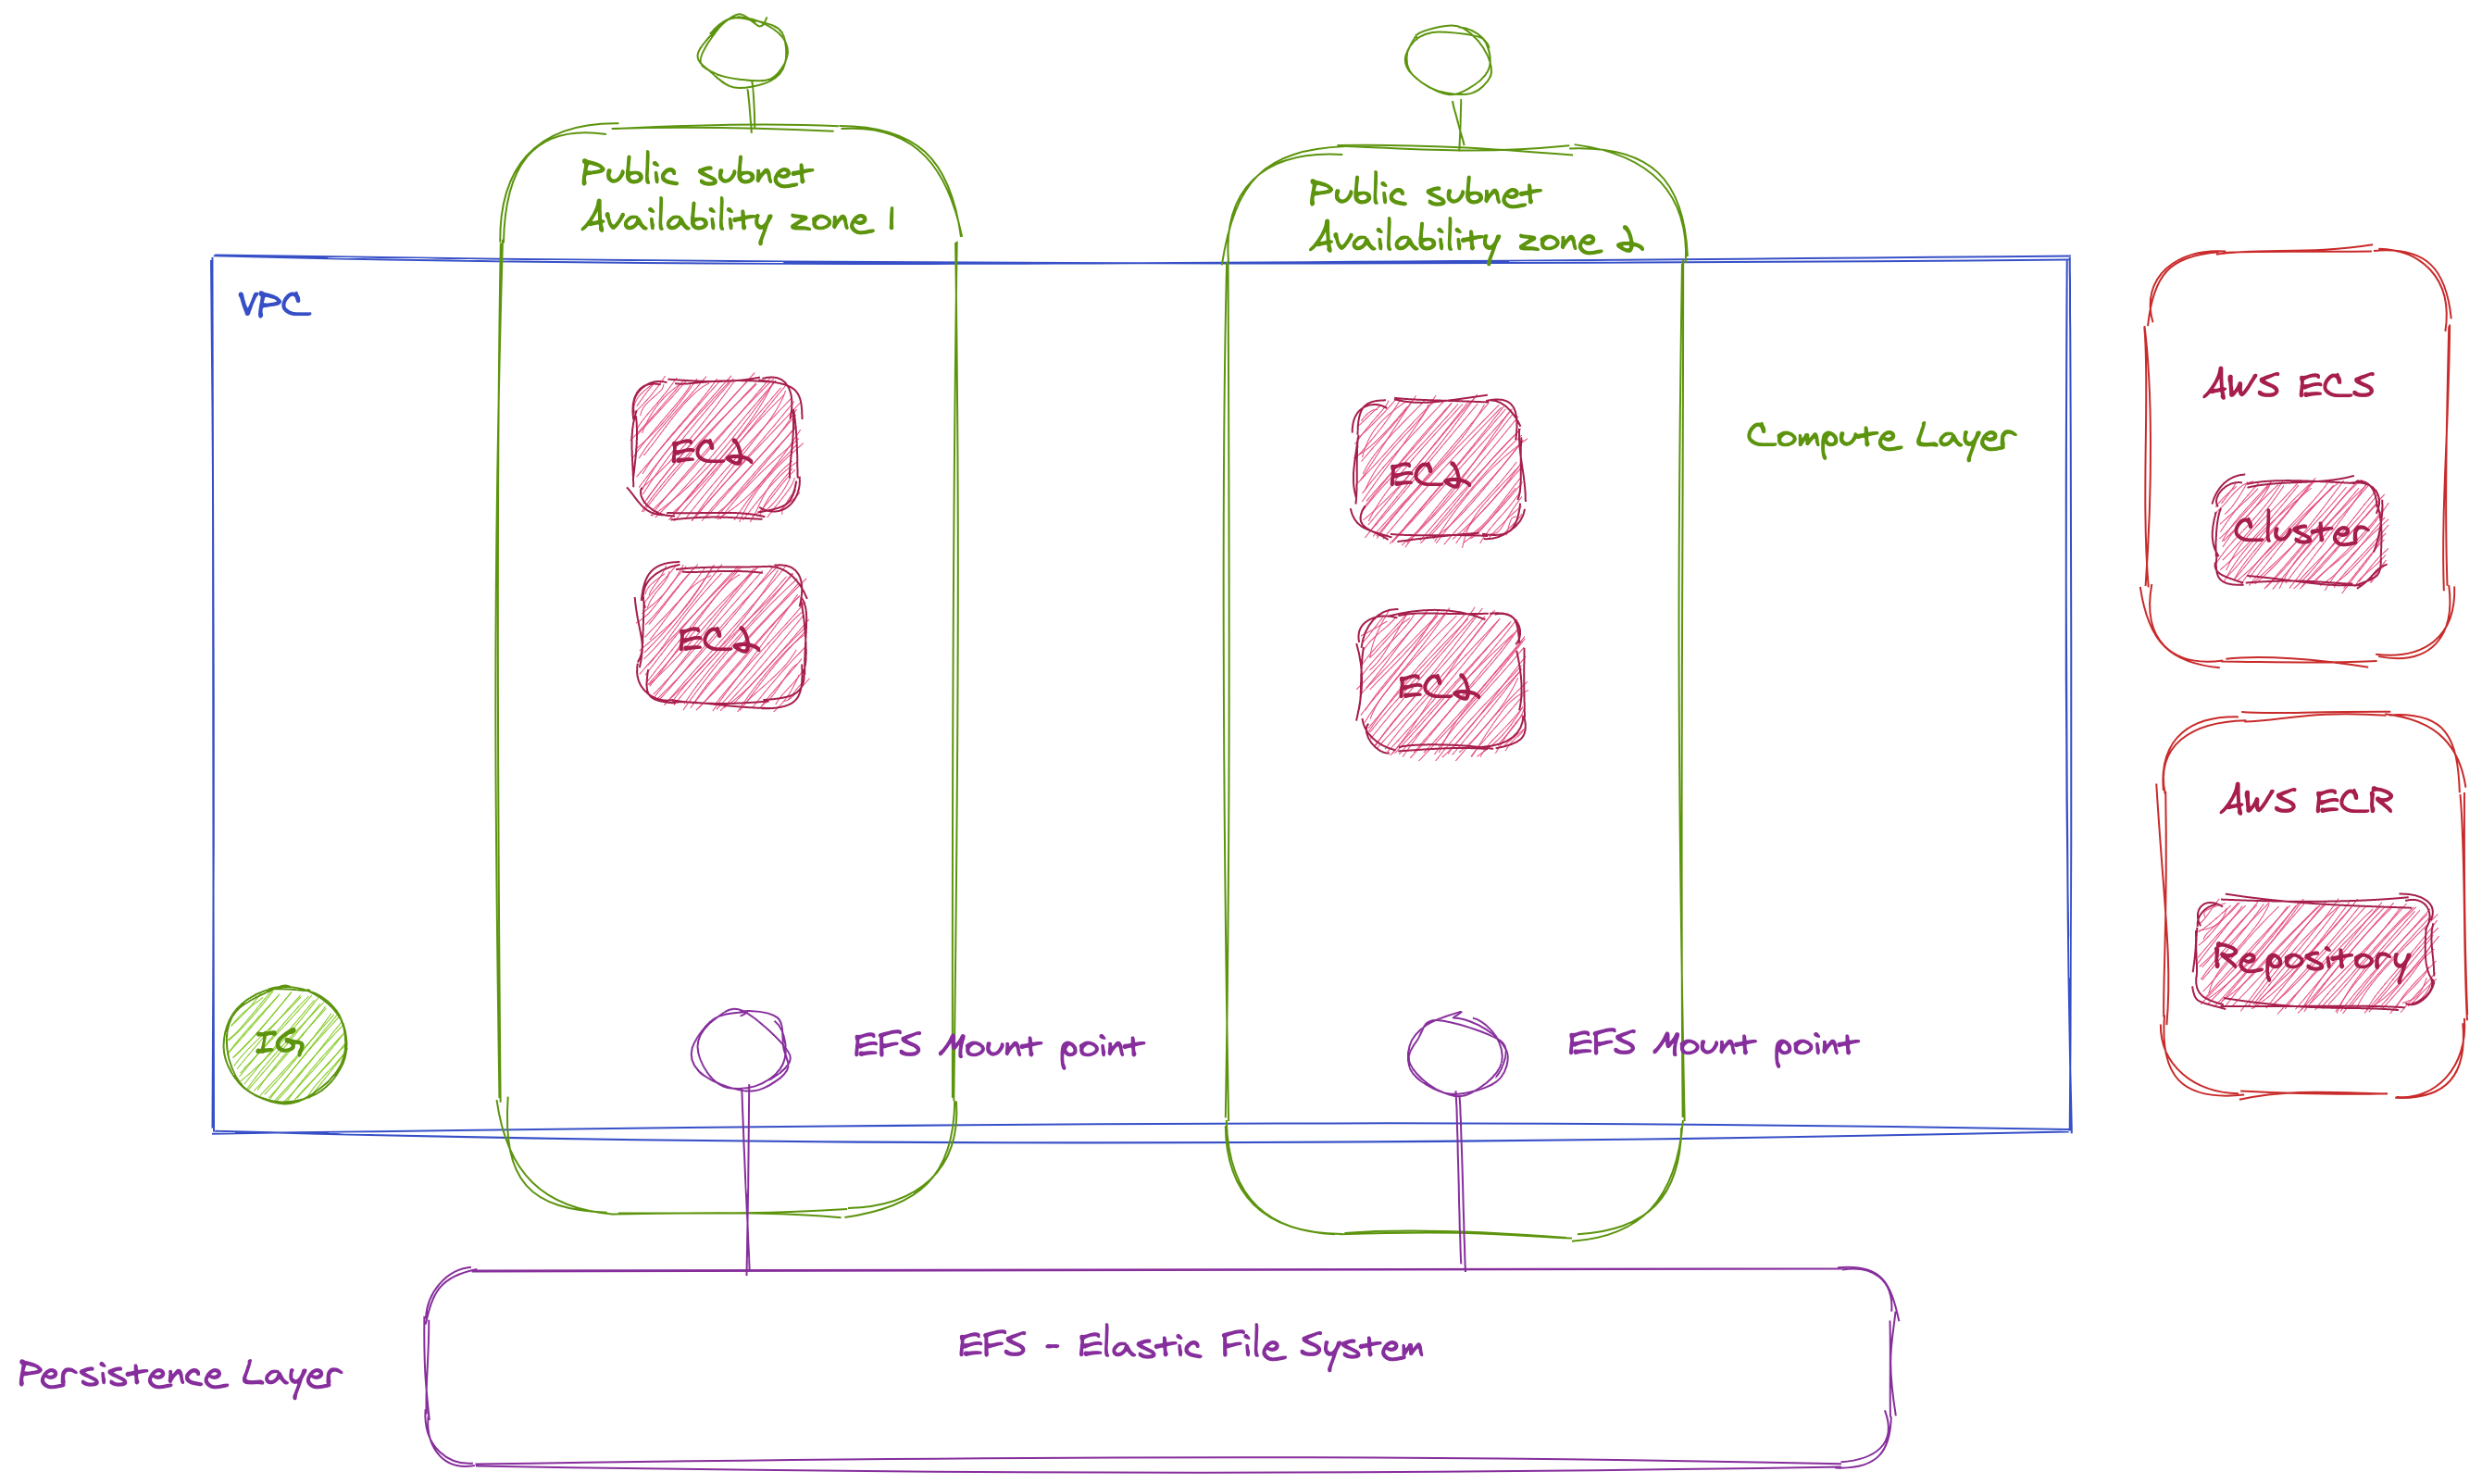 Public subnet
Availability zone 1
Public subnet
Availability zone 2
VPC
EC2
EC2
EC2
EC2
Compute Layer
AWS ECS
Cluster
AWS ECR
Repository
IG
EFS Mount point
EFS Mount point
EFS - Elastic File System
Persistence Layer